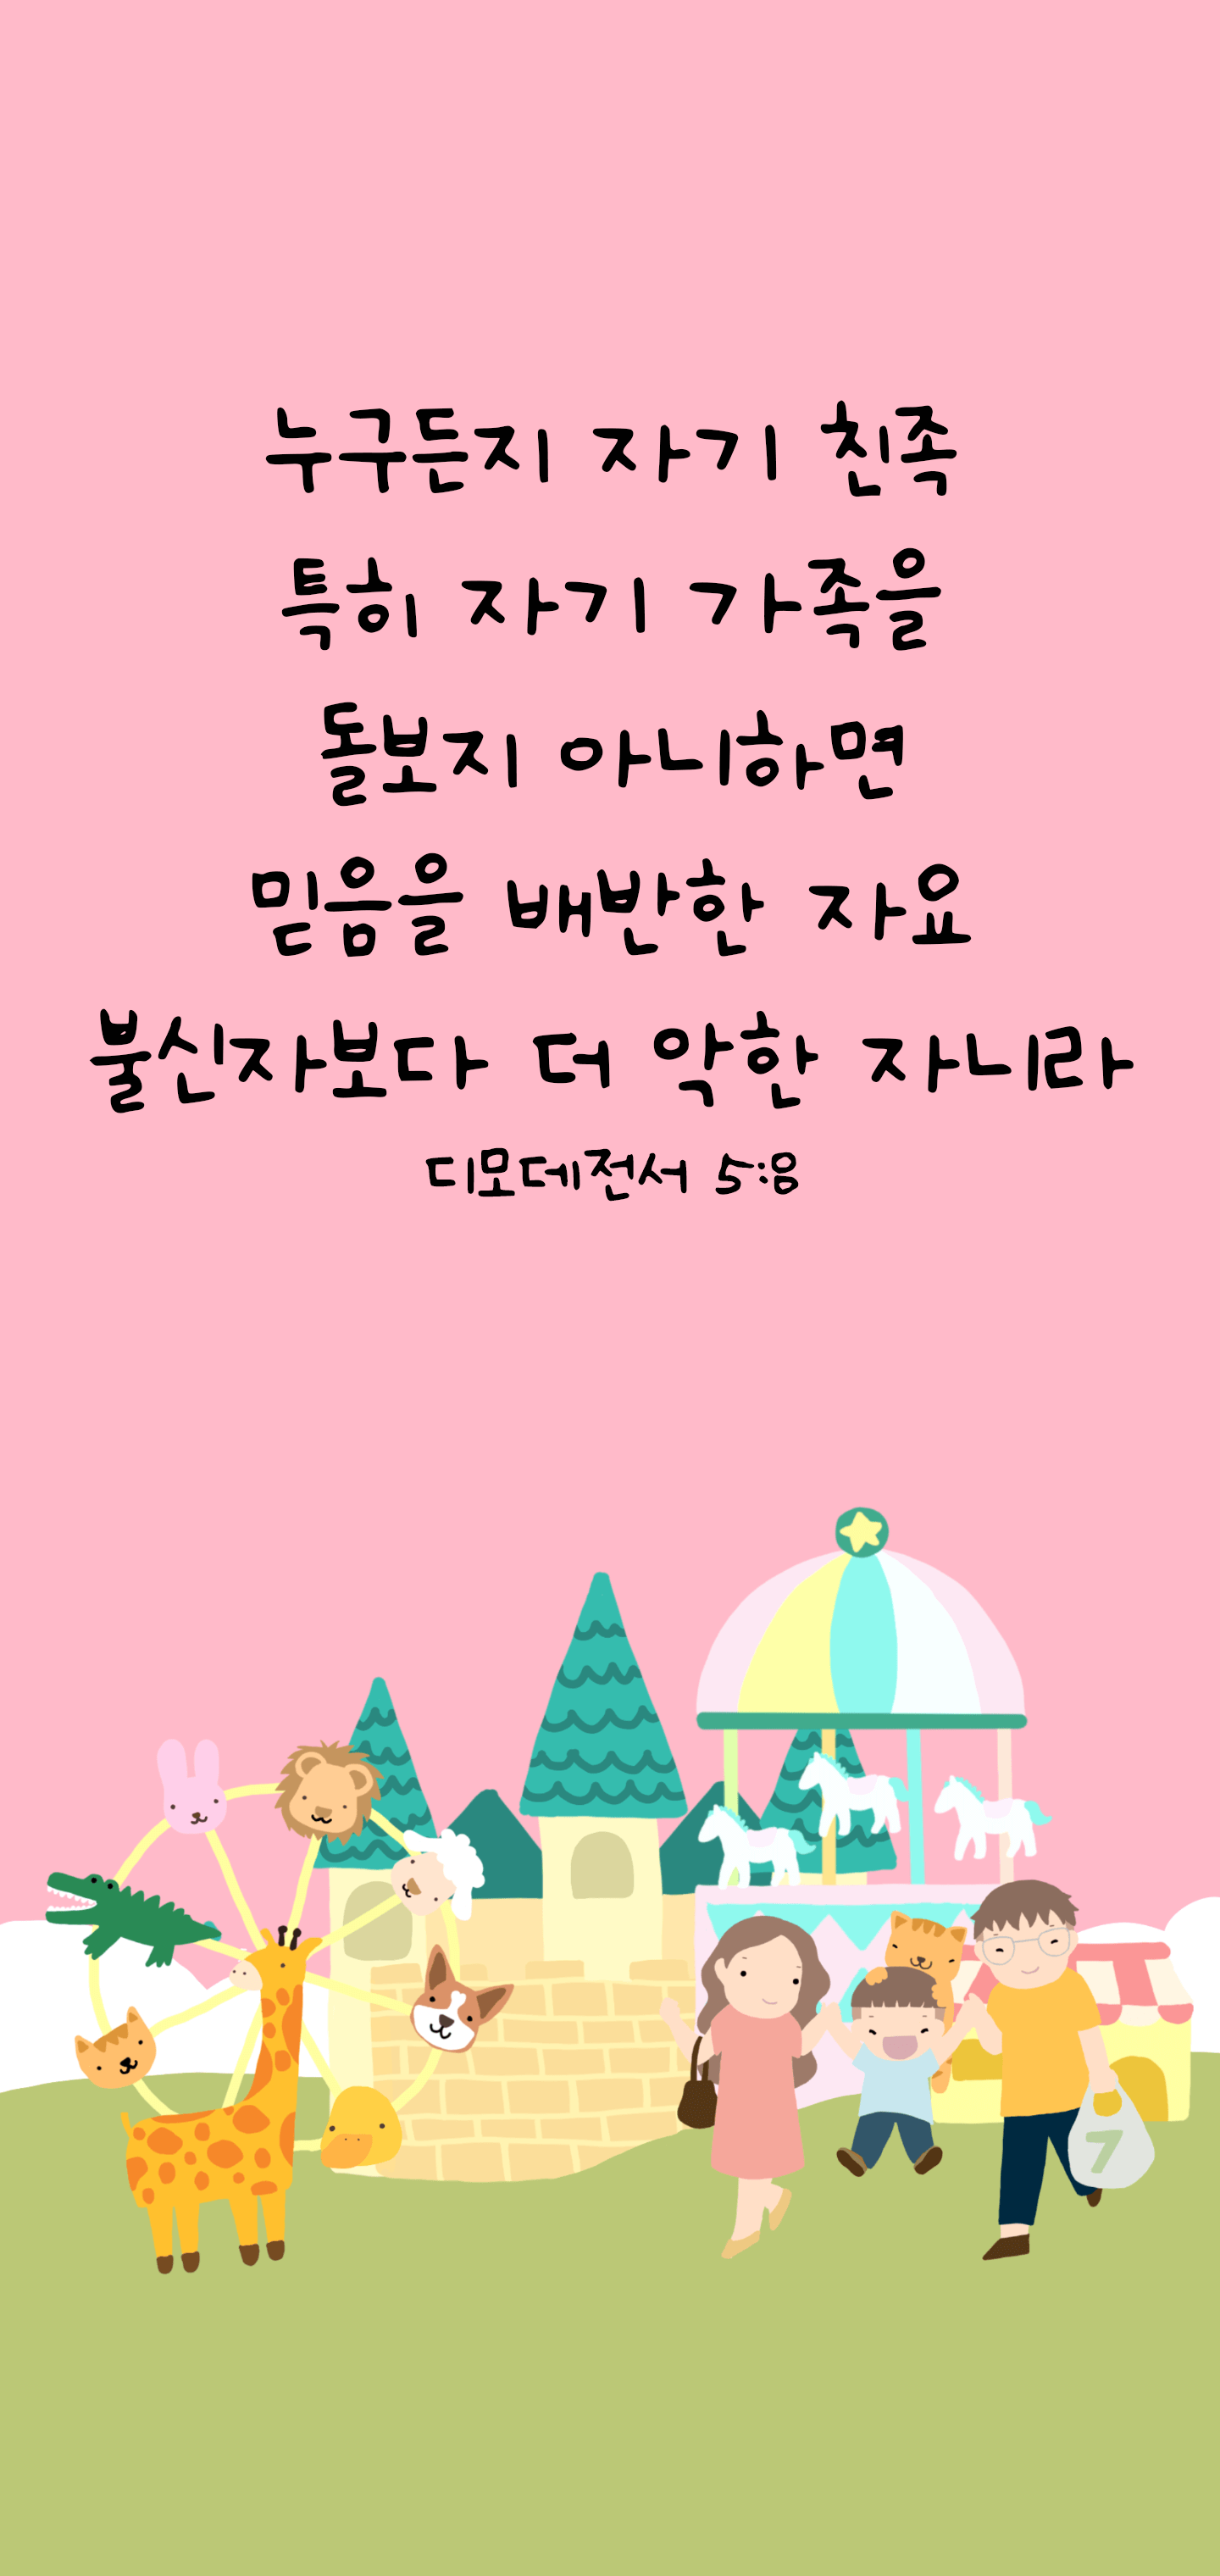 누구든지 자기 친족
특히 자기 가족을
돌보지 아니하면
믿음을 배반한 자요
불신자보다 더 악한 자니라
디모데전서 5:8
7